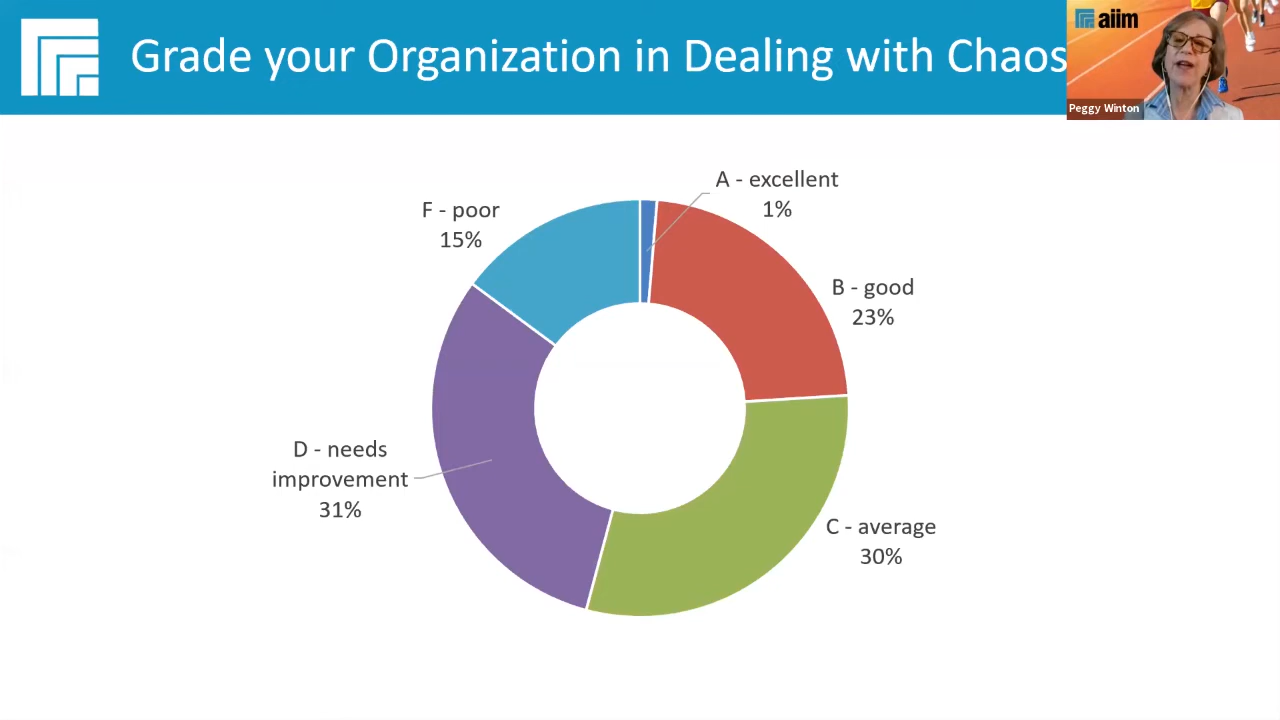 Grade your Organization in Dealing with Chaos
aiim
Peggy Winton
A - excellent
1%
F - poor
15%
B - good
23%
D - needs
improvement
31%
C - average
30%